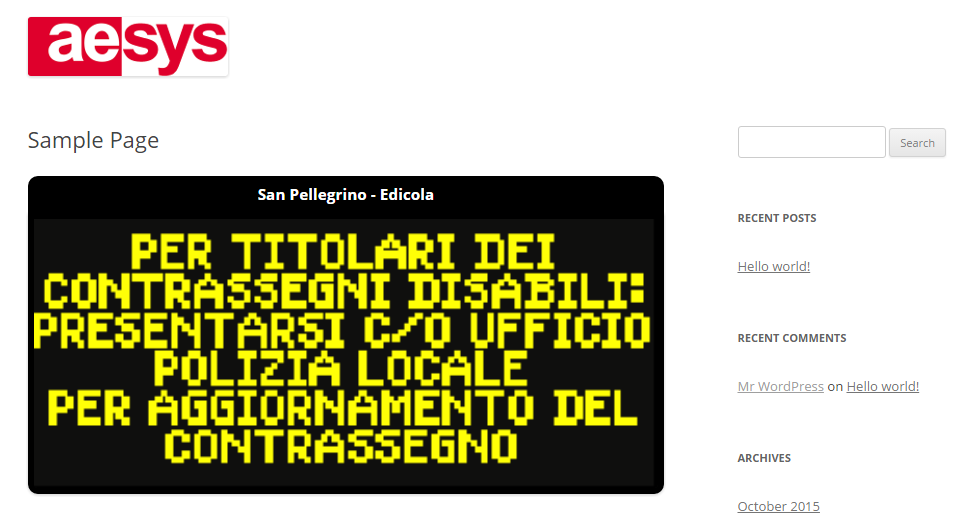 aesys
Sample Page
San Pellegrino - Edicola
PER TITOLARI DEI
CONTRASSEGNI DISABILI:
PRESENTARSI C/O UFFICIO
POLIZIA LOCALE
PER AGGIORNAMENTO DEL
CONTRASSEGNO
Search
RECENT POSTS
Hello world!
RECENT COMMENTS
Mr WordPress on Hello world!
ARCHIVES
October 2015